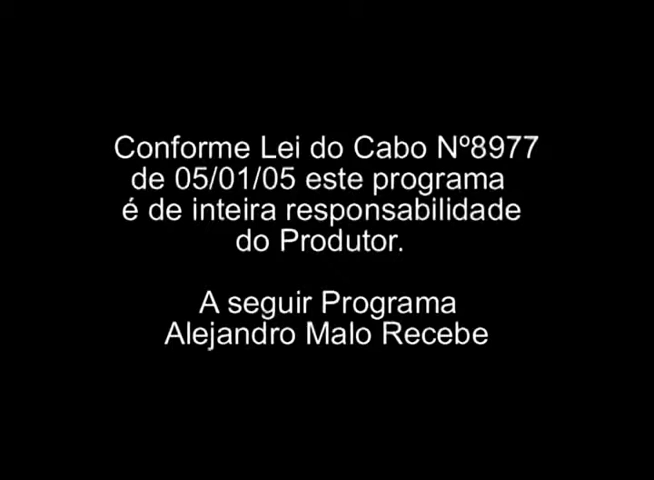 Conforme Lei do Cabo Nº8977
de 05/01/05 este programa
é de inteira responsabilidade
do Produtor.
A seguir Programa
Alejandro Malo Recebe